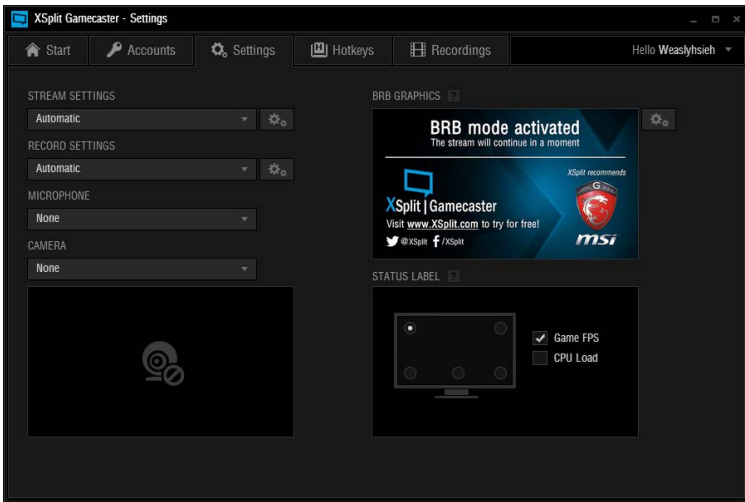 XSplit Gamecaster - Settings
Start
Accounts
Settings
Hotkeys
Recordings
Hello Weaslyhsieh
STREAM SETTINGS
Automatic
RECORD SETTINGS
Automatic
MICROPHONE
None
CAMERA
None
BRB GRAPHICS ?
BRB mode activated
The stream will continue in a moment
XSplit recommends
XSplit | Gamecaster
Visit www.XSplit.com to try for free!
@XSplit f /XSplit
msi
STATUS LABEL ?
Game FPS
CPU Load